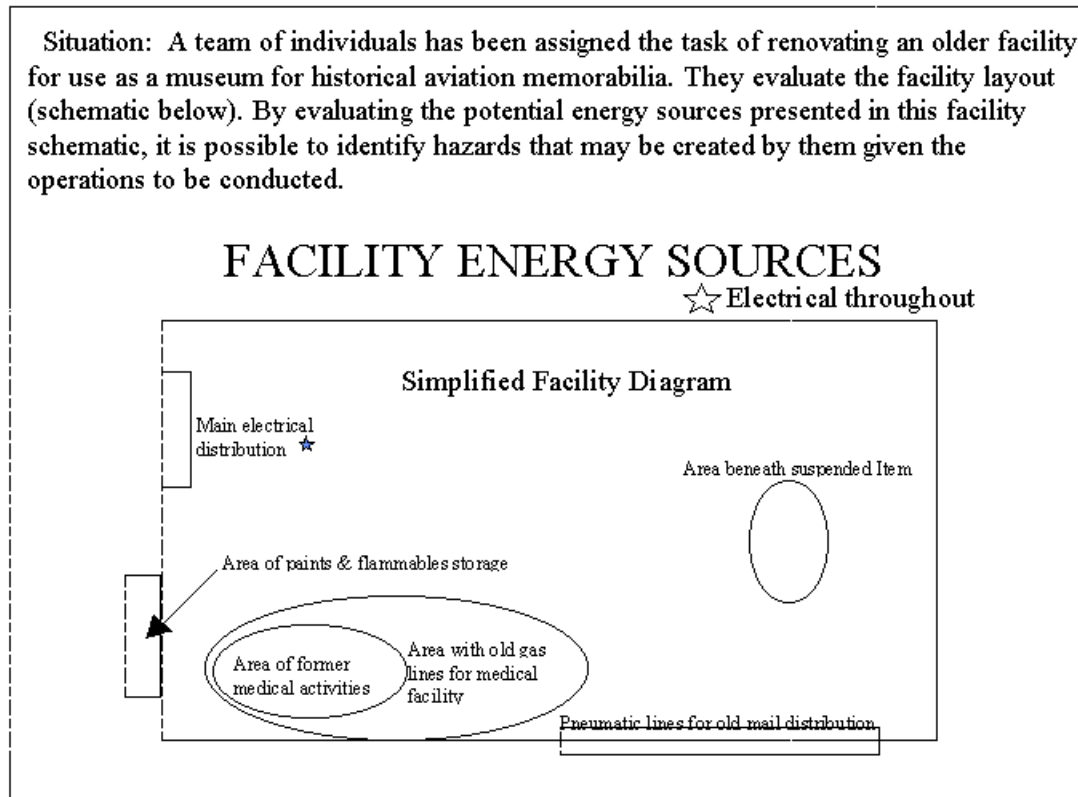 Situation: A team of individuals has been assigned the task of renovating an older facility
for use as a museum for historical aviation memorabilia. They evaluate the facility layout
(schematic below). By evaluating the potential energy sources presented in this facility
schematic, it is possible to identify hazards that may be created by them given the
operations to be conducted.
FACILITY ENERGY SOURCES
Electrical throughout
Simplified Facility Diagram
Main electrical
distribution
Area beneath suspended Item
Area of paints & flammables storage
Area of former
medical activities
Area with old gas
lines for medical
facility
Pneumatic lines for old mail distribution